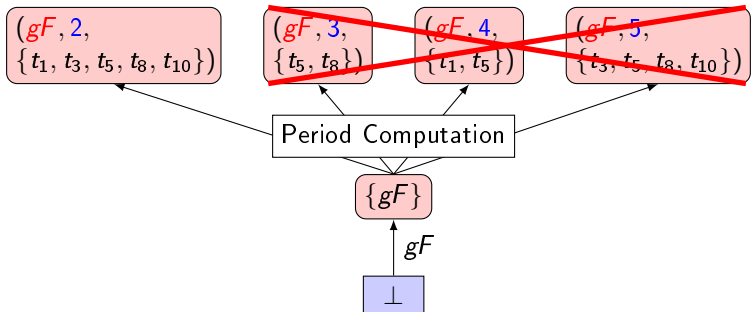 (gF, 2,
{t₁, t₃, t₅, t₈, t₁₀})
(gF, 3,
{t₅, t₈})
(gF, 4,
{t₁, t₅})
(gF, 5,
{t₃, t₅, t₈, t₁₀})
Period Computation
{gF}
gF
⊥